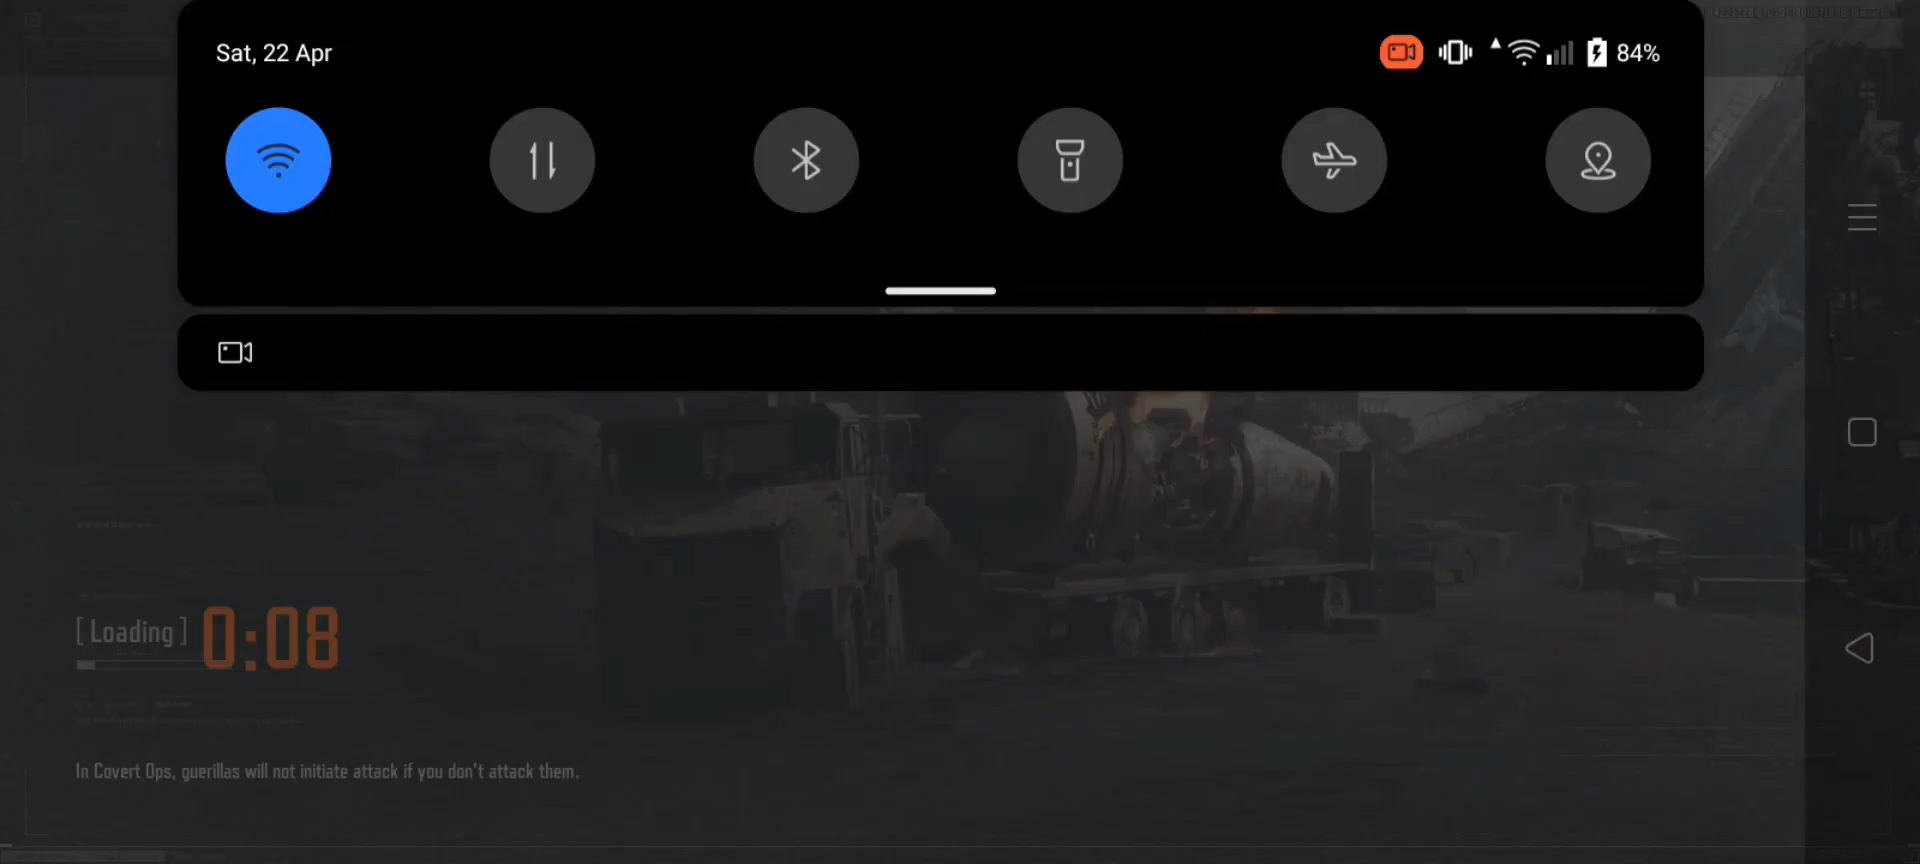 Sat, 22 Apr
84%
[ Loading ] 0:08
In Covert Ops, guerillas will not initiate attack if you don't attack them.